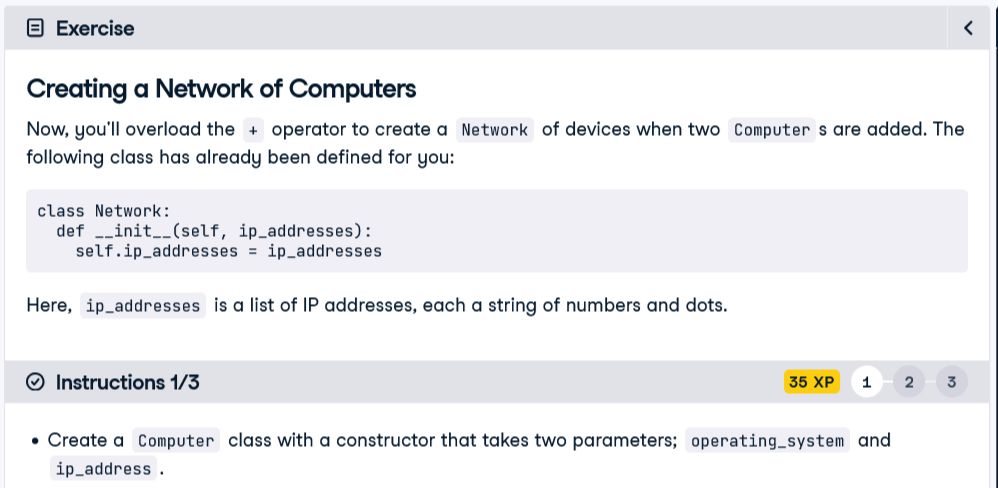 Exercise
Creating a Network of Computers
Now, you'll overload the + operator to create a Network of devices when two Computer s are added. The
following class has already been defined for you:
class Network:
  def __init__(self, ip_addresses):
    self.ip_addresses = ip_addresses
Here, ip_addresses is a list of IP addresses, each a string of numbers and dots.
Instructions 1/3
35 XP 1 2 3
• Create a Computer class with a constructor that takes two parameters; operating_system and
ip_address .